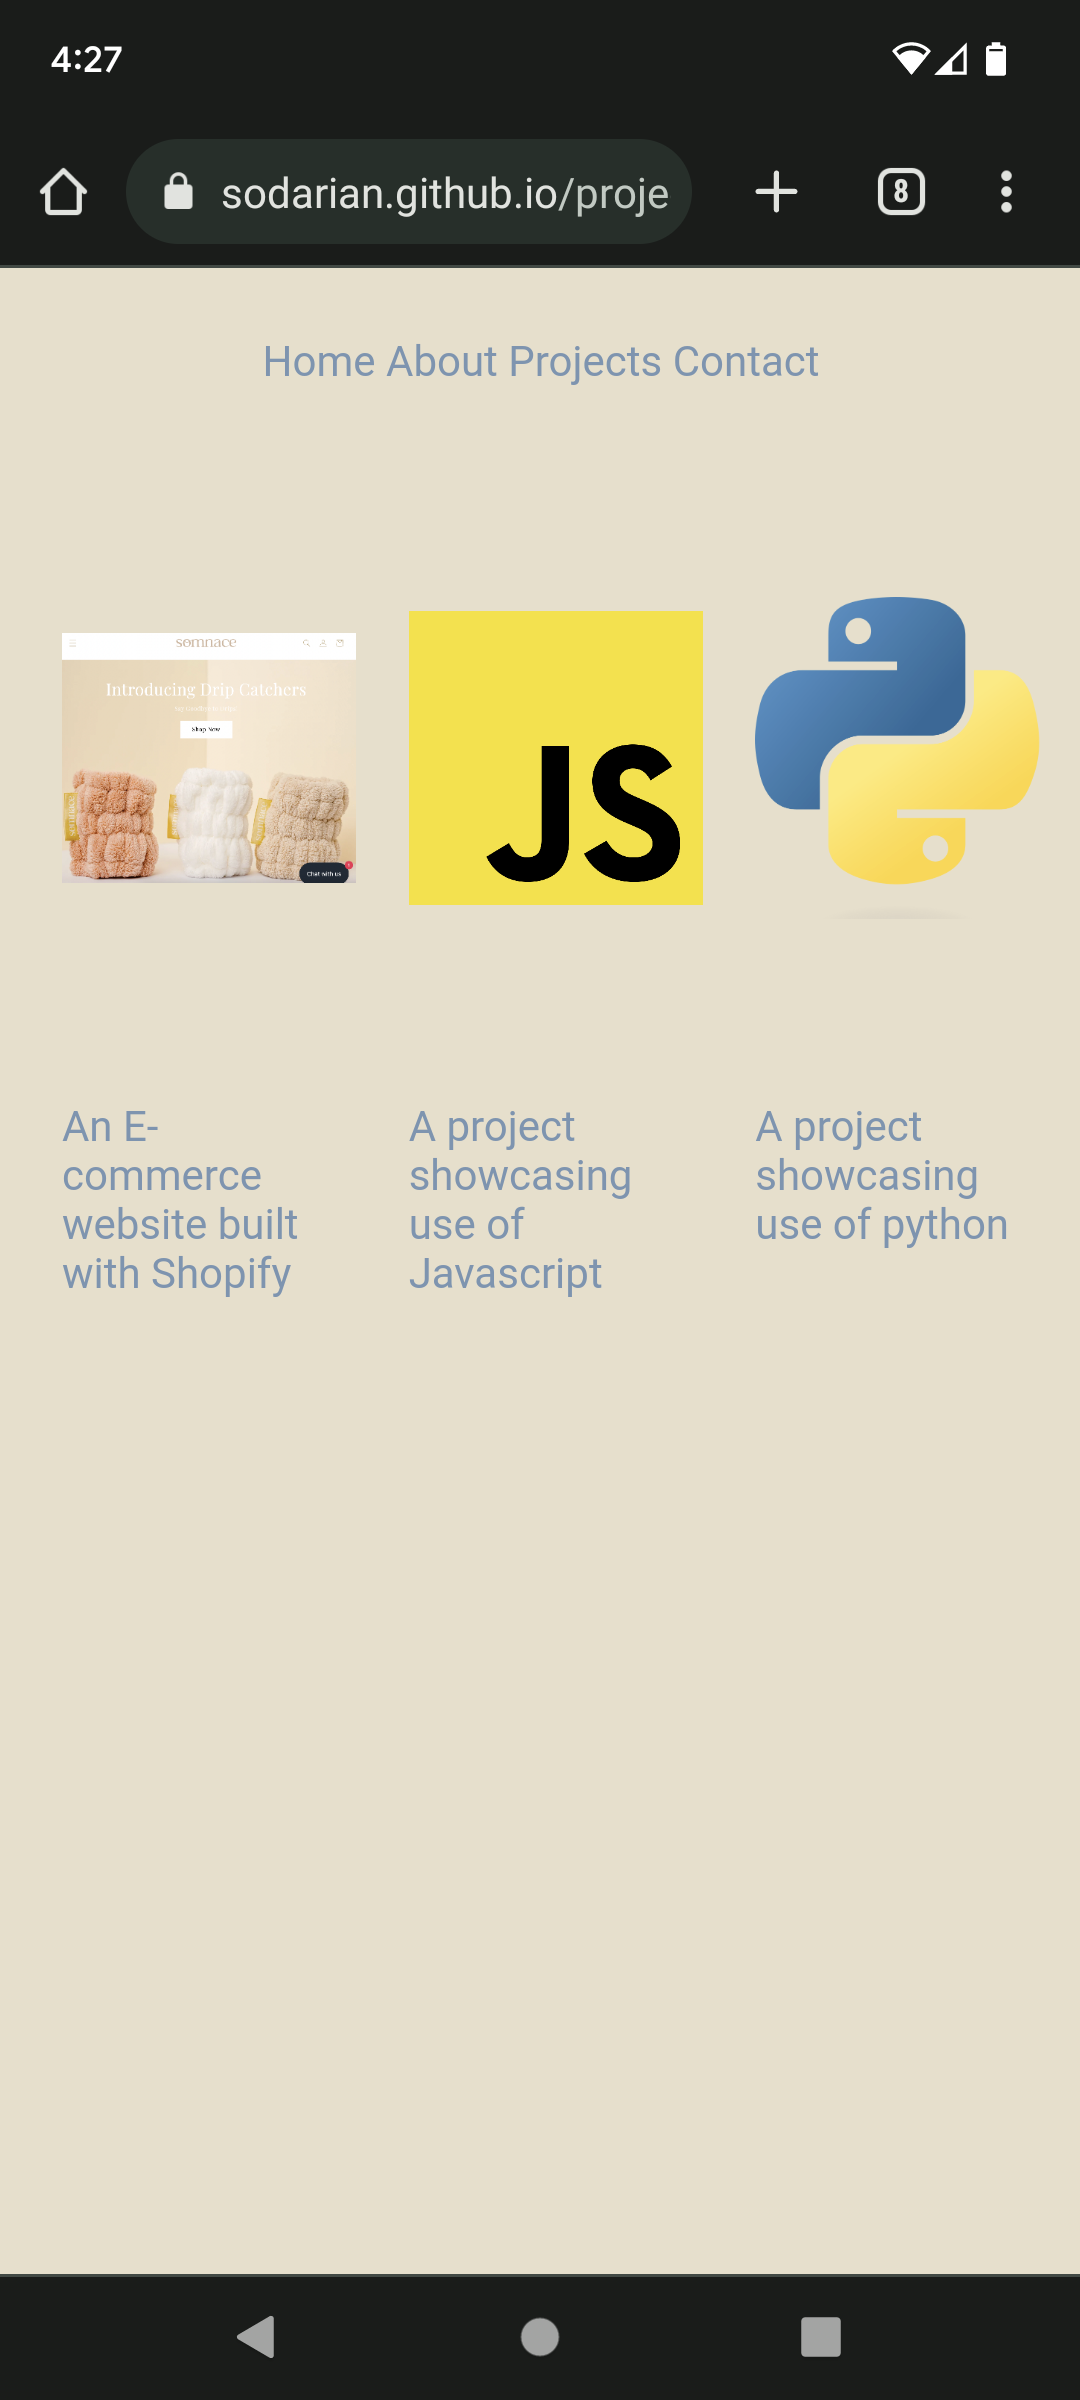 4:27
sodarian.github.io/proje
8
Home About Projects Contact
somnace
Introducing Drip Catchers
Shop Now
Chat with us
JS
An E-
commerce
website built
with Shopify
A project
showcasing
use of
Javascript
A project
showcasing
use of python